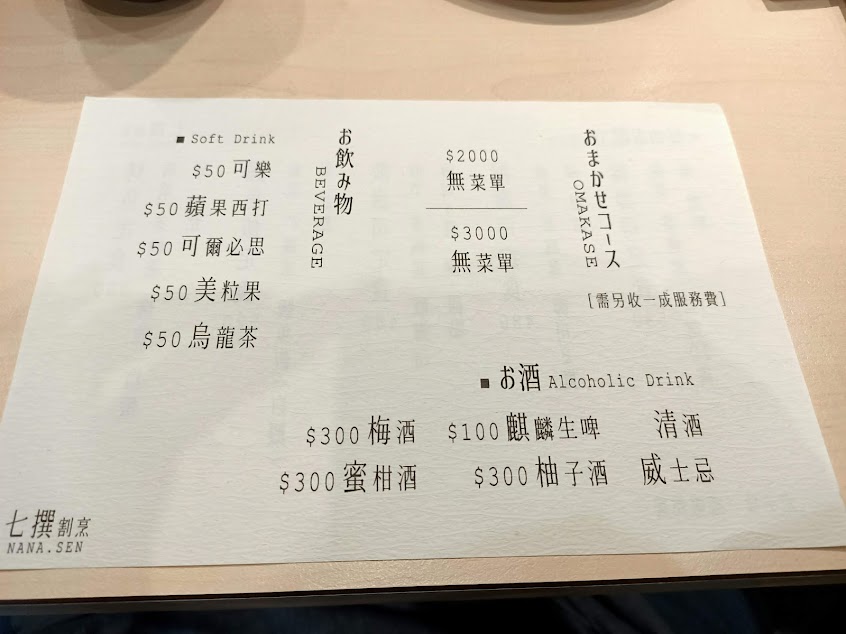 おまかせコース
OMAKASE
$2000
無菜單
$3000
無菜單
[需另收一成服務費]
お飲み物
BEVERAGE
■ Soft Drink
$50 可樂
$50 蘋果西打
$50 可爾必思
$50 美粒果
$50 烏龍茶
■ お酒 Alcoholic Drink
$300 梅酒 $100 麒麟生啤 清酒
$300 蜜柑酒 $300 柚子酒 威士忌
七撰割烹
NANA.SEN